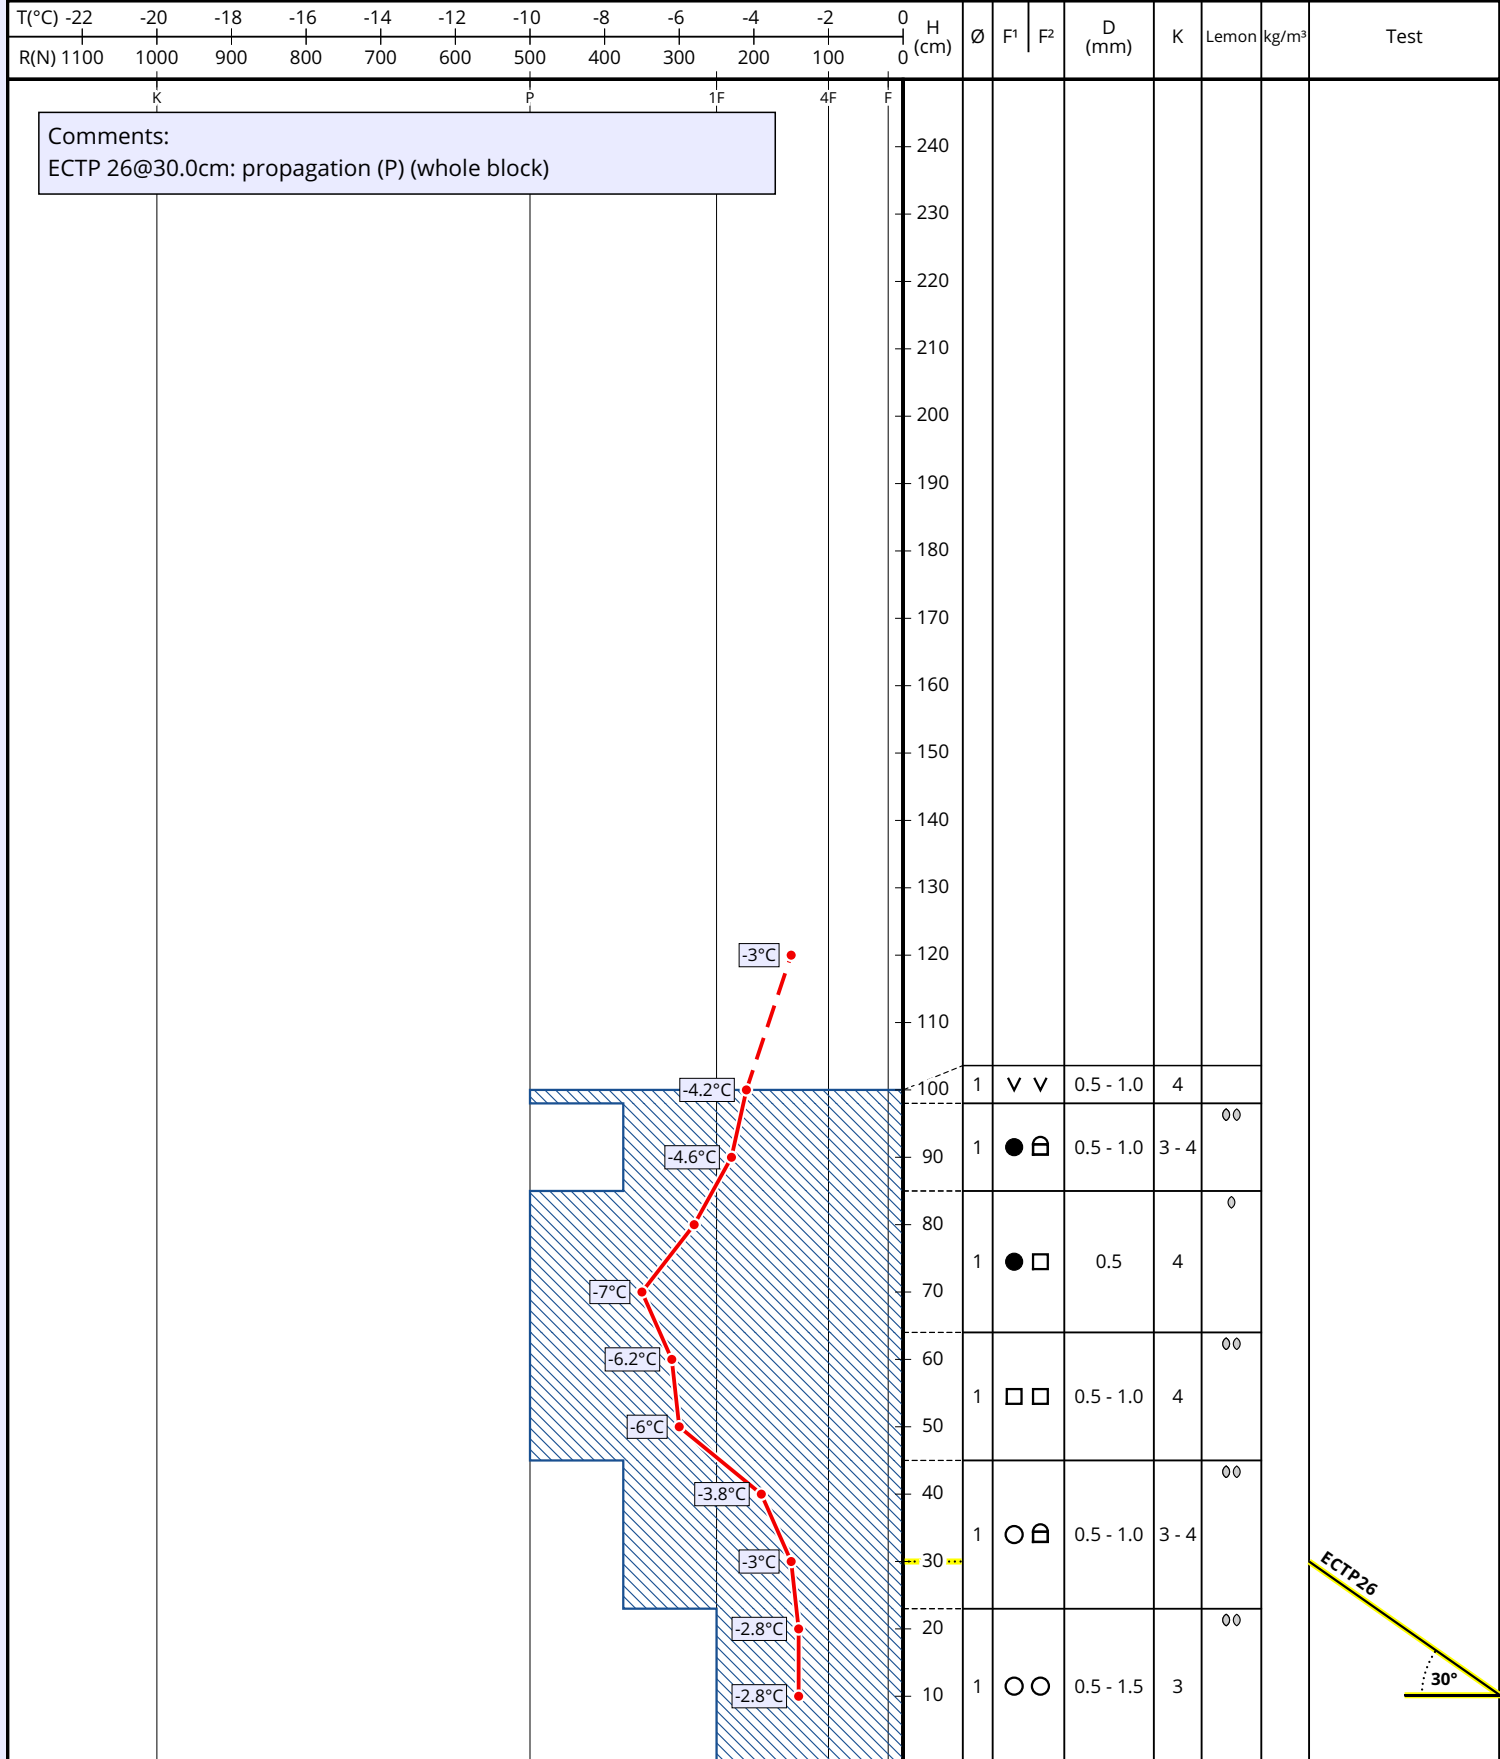 T(°C) -22 -20 -18 -16 -14 -12 -10 -8 -6 -4 -2 0
R(N) 1100 1000 900 800 700 600 500 400 300 200 100 0
H (cm) Ø F¹ F² D (mm) K Lemon kg/m³ Test
K P 1F 4F F
Comments:
ECTP 26@30.0cm: propagation (P) (whole block)
240
230
220
210
200
190
180
170
160
150
140
130
-3°C 120
110
-4.2°C 100 1 0.5 - 1.0 4
-4.6°C 90 1 0.5 - 1.0 3 - 4
80
1 0.5 4
-7°C 70
-6.2°C 60
1 0.5 - 1.0 4
-6°C 50
-3.8°C 40
1 0.5 - 1.0 3 - 4
-3°C 30
ECTP26
-2.8°C 20
30°
-2.8°C 10 1 0.5 - 1.5 3